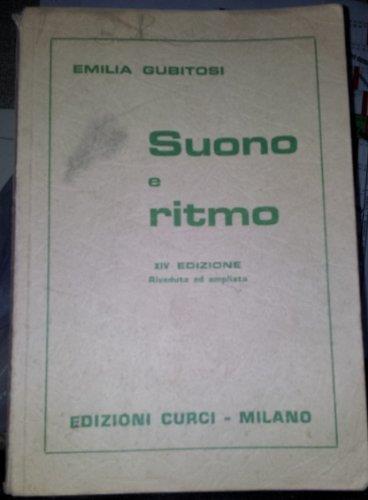 EMILIA GUBITOSI
Suono
e
ritmo
XIV EDIZIONE
Riveduta ed ampliata
EDIZIONI CURCI - MILANO